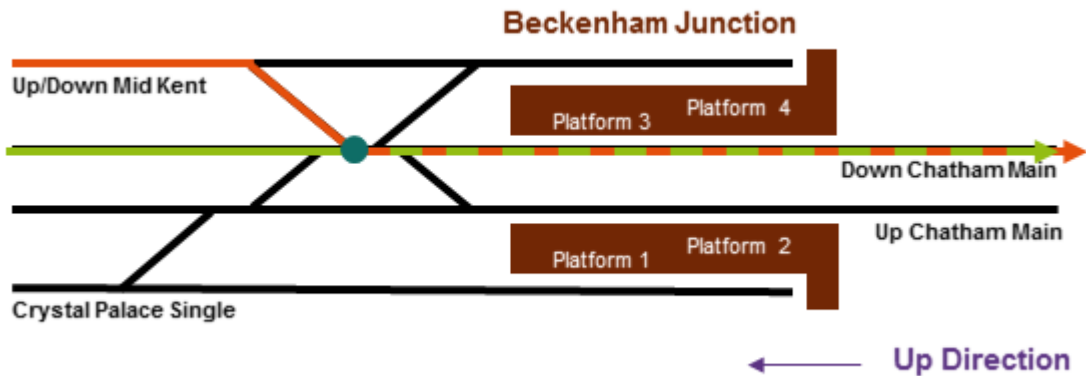 Beckenham Junction
Up/Down Mid Kent
Platform 4
Platform 3
Down Chatham Main
Up Chatham Main
Platform 2
Platform 1
Crystal Palace Single
Up Direction